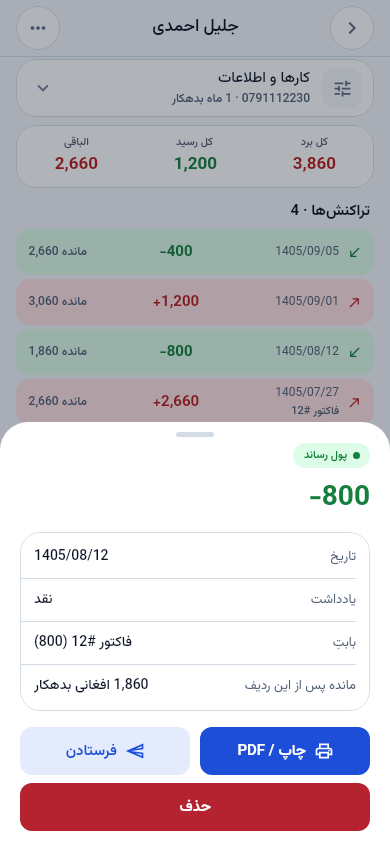 جلیل احمدی
کارها و اطلاعات
0791112230 · 1 ماه بدهکار
کل برد
کل رسید
الباقی
3,860
1,200
2,660
تراکنش‌ها · 4
1405/09/05
-400
مانده 2,660
1405/09/01
+1,200
مانده 3,060
1405/08/12
-800
مانده 1,860
1405/07/27
فاکتور #12
+2,660
مانده 2,660
پول رساند
-800
تاریخ
1405/08/12
یادداشت
نقد
بابتِ
فاکتور #12 (800)
مانده پس از این ردیف
1,860 افغانی بدهکار
چاپ / PDF
فرستادن
حذف